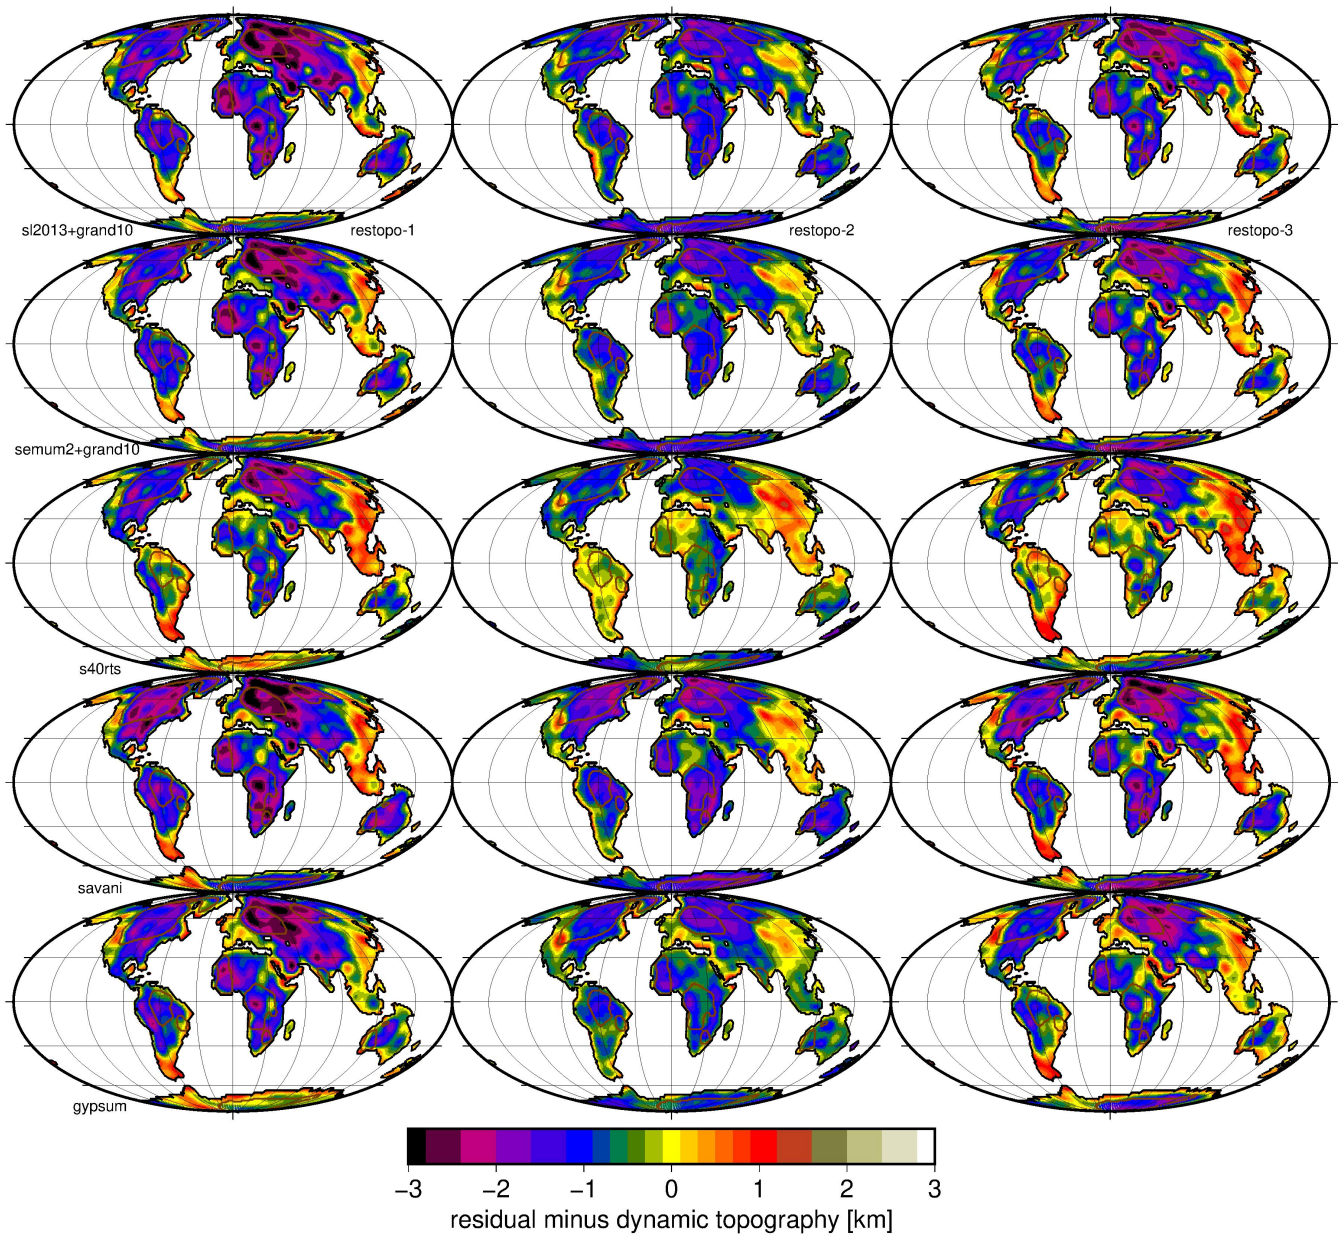 sl2013+grand10 restopo-1 restopo-2 restopo-3
semum2+grand10
s40rts
savani
gypsum
−3 −2 −1 0 1 2 3
residual minus dynamic topography [km]